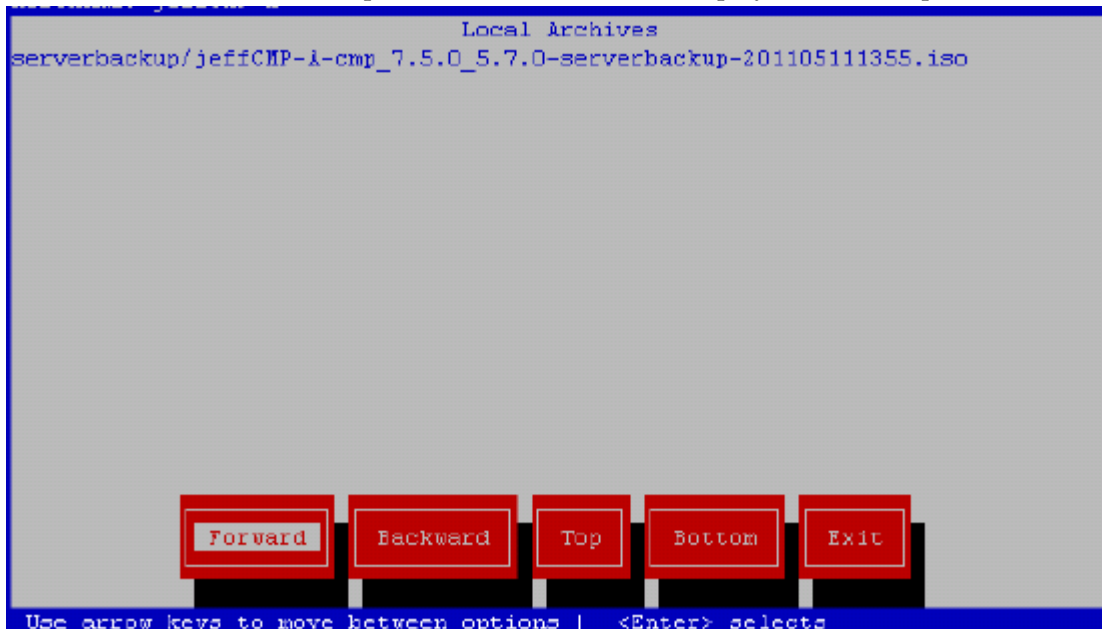 Local Archives
serverbackup/jeffCMP-A-cmp_7.5.0_5.7.0-serverbackup-201105111355.iso
Forward Backward Top Bottom Exit
Use arrow keys to move between options | <Enter> selects